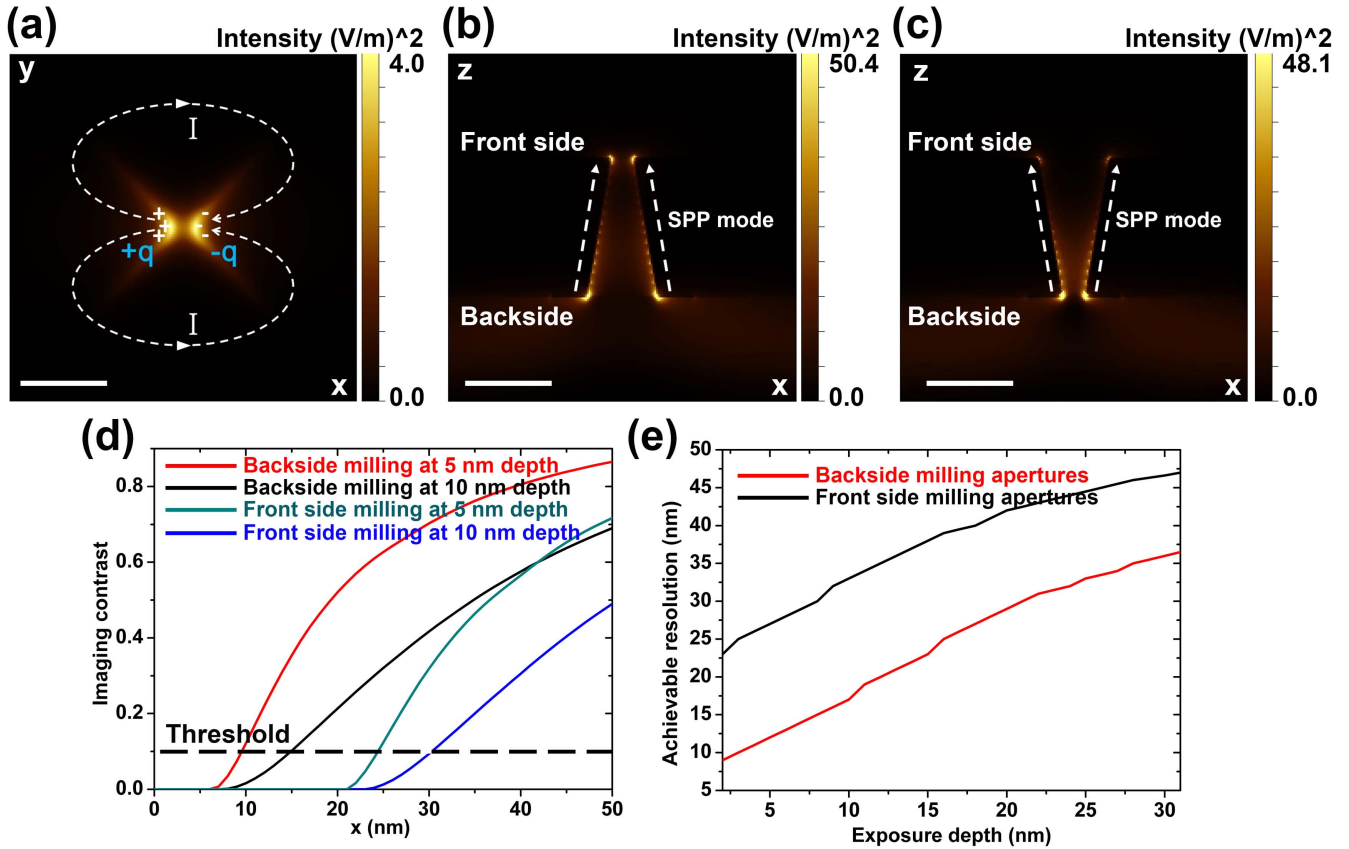 (a)
Intensity (V/m)^2
y
4.0
I
+ + + - - -
+q -q
I
x
0.0
(b)
Intensity (V/m)^2
z
50.4
Front side
SPP mode
Backside
x
0.0
(c)
Intensity (V/m)^2
z
48.1
Front side
SPP mode
Backside
x
0.0
(d)
Backside milling at 5 nm depth
Backside milling at 10 nm depth
Front side milling at 5 nm depth
Front side milling at 10 nm depth
Threshold
Imaging contrast
0.8
0.6
0.4
0.2
0.0
0 10 20 30 40 50
x (nm)
(e)
Backside milling apertures
Front side milling apertures
Achievable resolution (nm)
50
45
40
35
30
25
20
15
10
5
5 10 15 20 25 30
Exposure depth (nm)